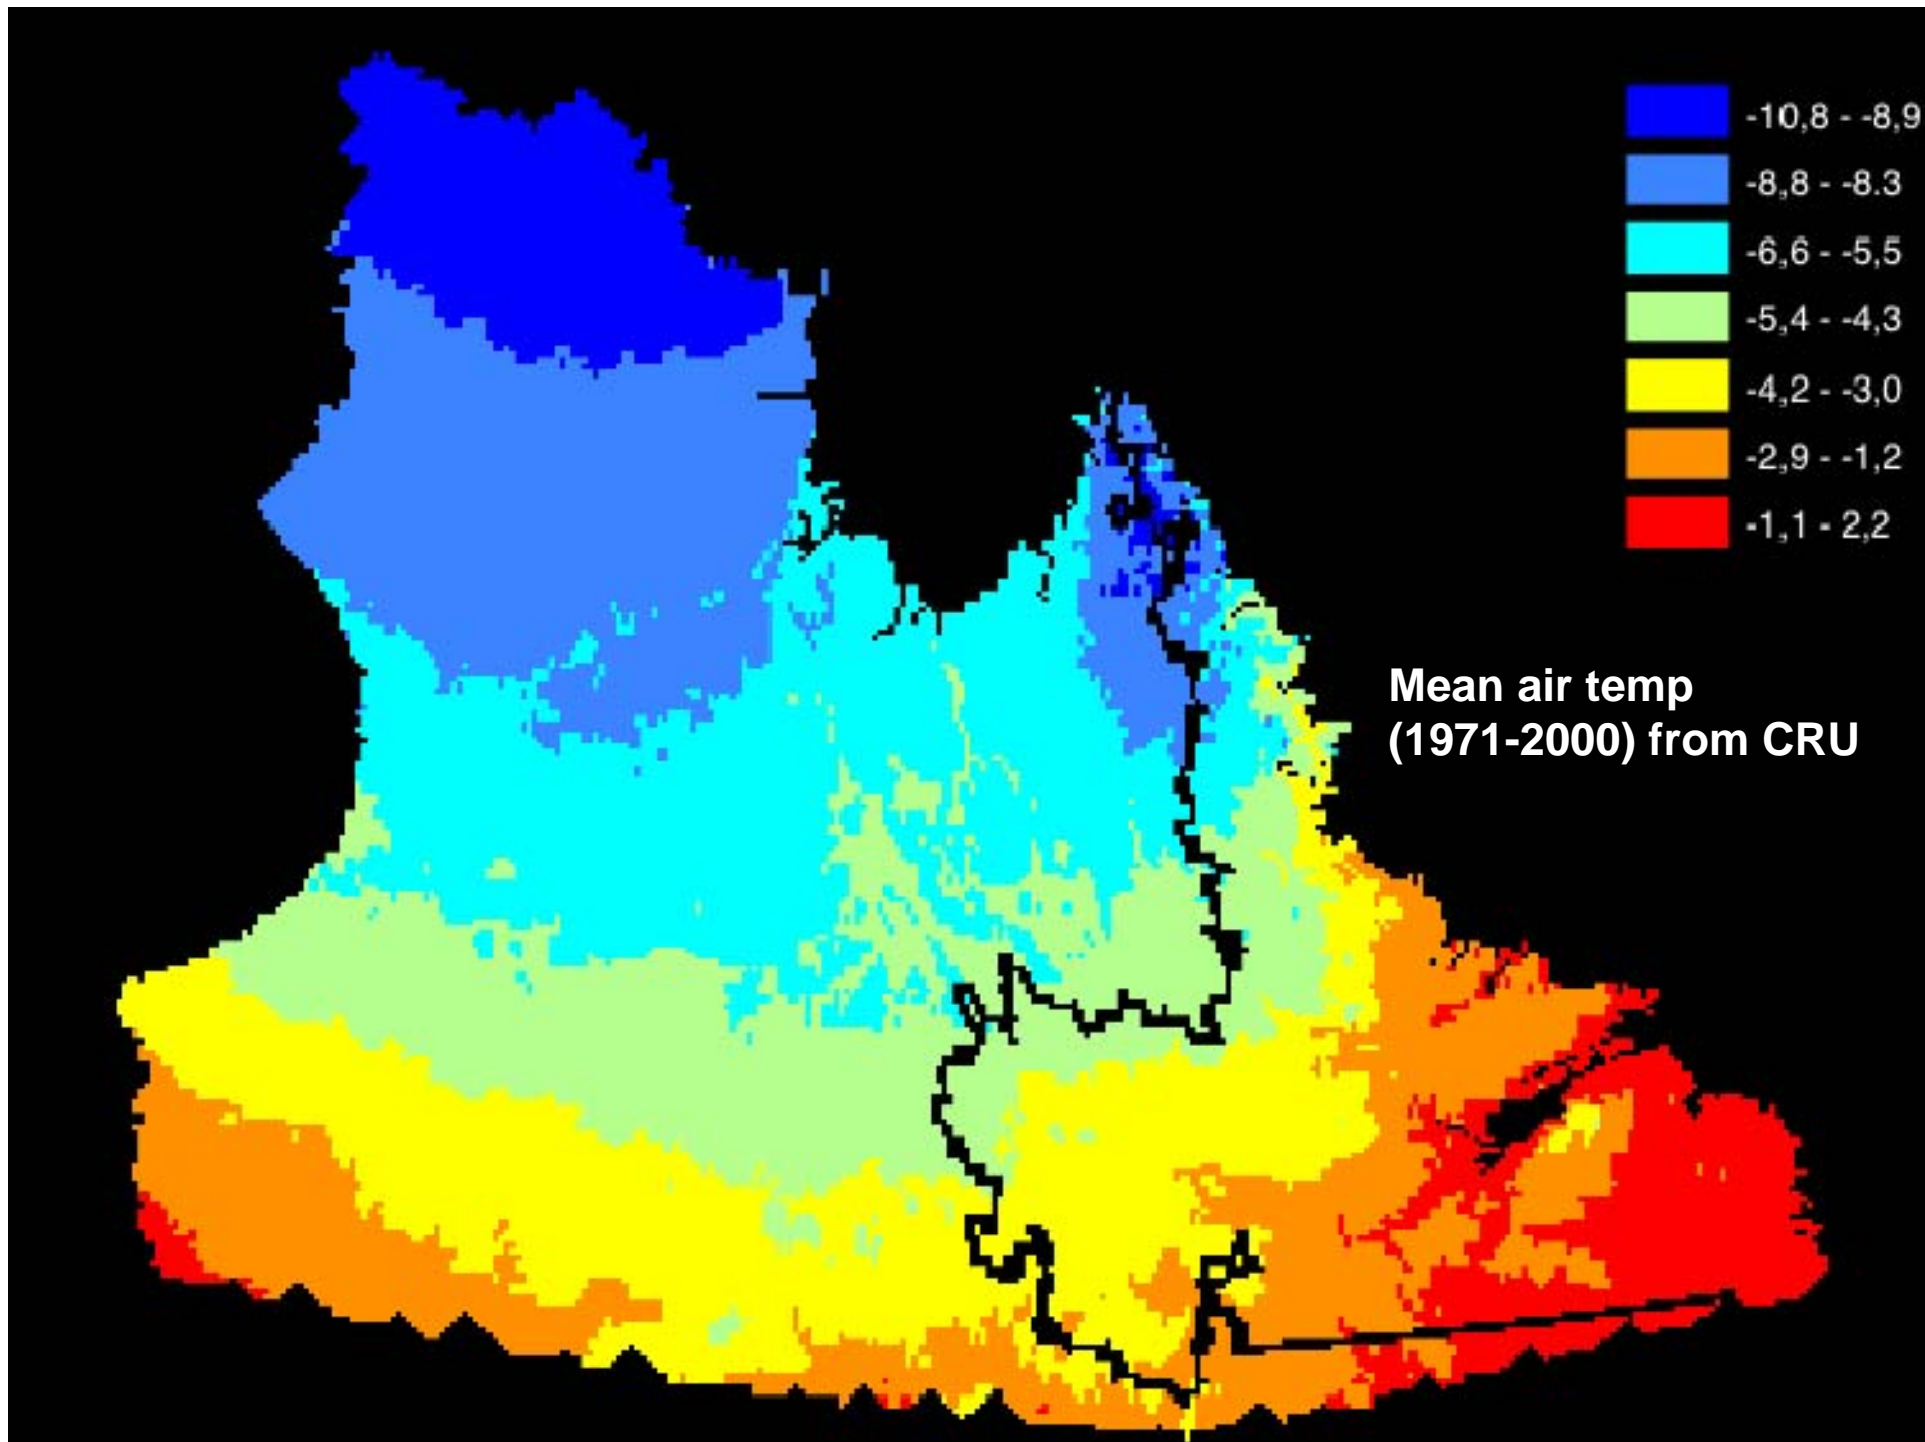 -10,8 - -8,9
-8,8 - -8.3
-6,6 - -5,5
-5,4 - -4,3
-4,2 - -3,0
-2,9 - -1,2
-1,1 - 2,2
Mean air temp
(1971-2000) from CRU